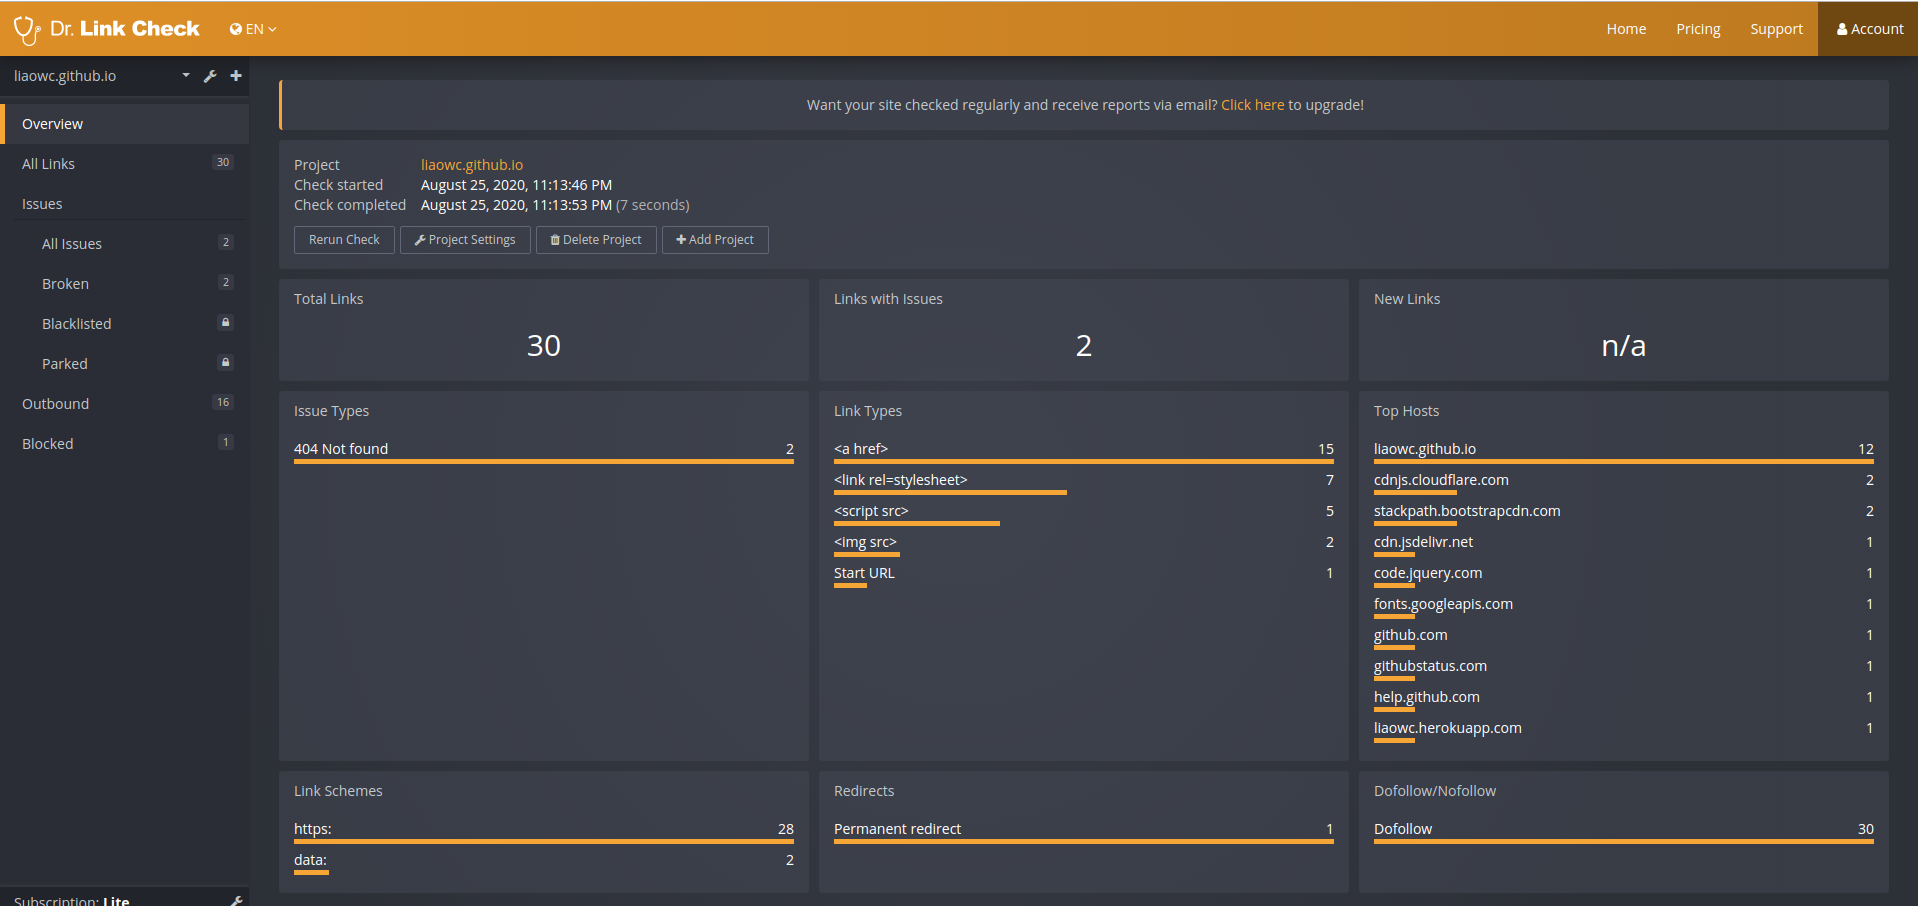 Dr. Link Check
EN
Home
Pricing
Support
Account
liaowc.github.io
Overview
All Links 30
Issues
All Issues 2
Broken 2
Blacklisted
Parked
Outbound 16
Blocked 1
Subscription: Lite
Want your site checked regularly and receive reports via email? Click here to upgrade!
Project liaowc.github.io
Check started August 25, 2020, 11:13:46 PM
Check completed August 25, 2020, 11:13:53 PM (7 seconds)
Rerun Check
Project Settings
Delete Project
Add Project
Total Links
30
Links with Issues
2
New Links
n/a
Issue Types
404 Not found 2
Link Types
<a href> 15
<link rel=stylesheet> 7
<script src> 5
<img src> 2
Start URL 1
Top Hosts
liaowc.github.io 12
cdnjs.cloudflare.com 2
stackpath.bootstrapcdn.com 2
cdn.jsdelivr.net 1
code.jquery.com 1
fonts.googleapis.com 1
github.com 1
githubstatus.com 1
help.github.com 1
liaowc.herokuapp.com 1
Link Schemes
https: 28
data: 2
Redirects
Permanent redirect 1
Dofollow/Nofollow
Dofollow 30